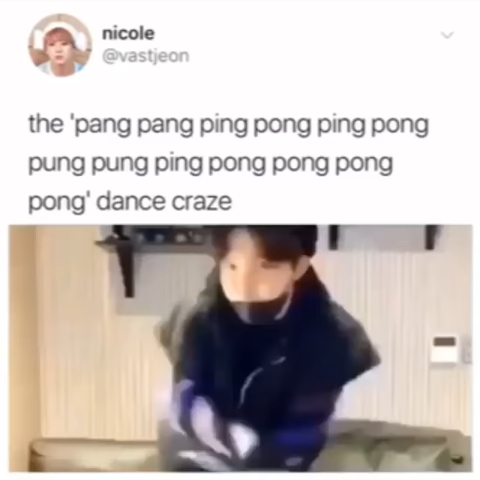 nicole
@vastjeon
the 'pang pang ping pong ping pong
pung pung ping pong pong pong
pong' dance craze